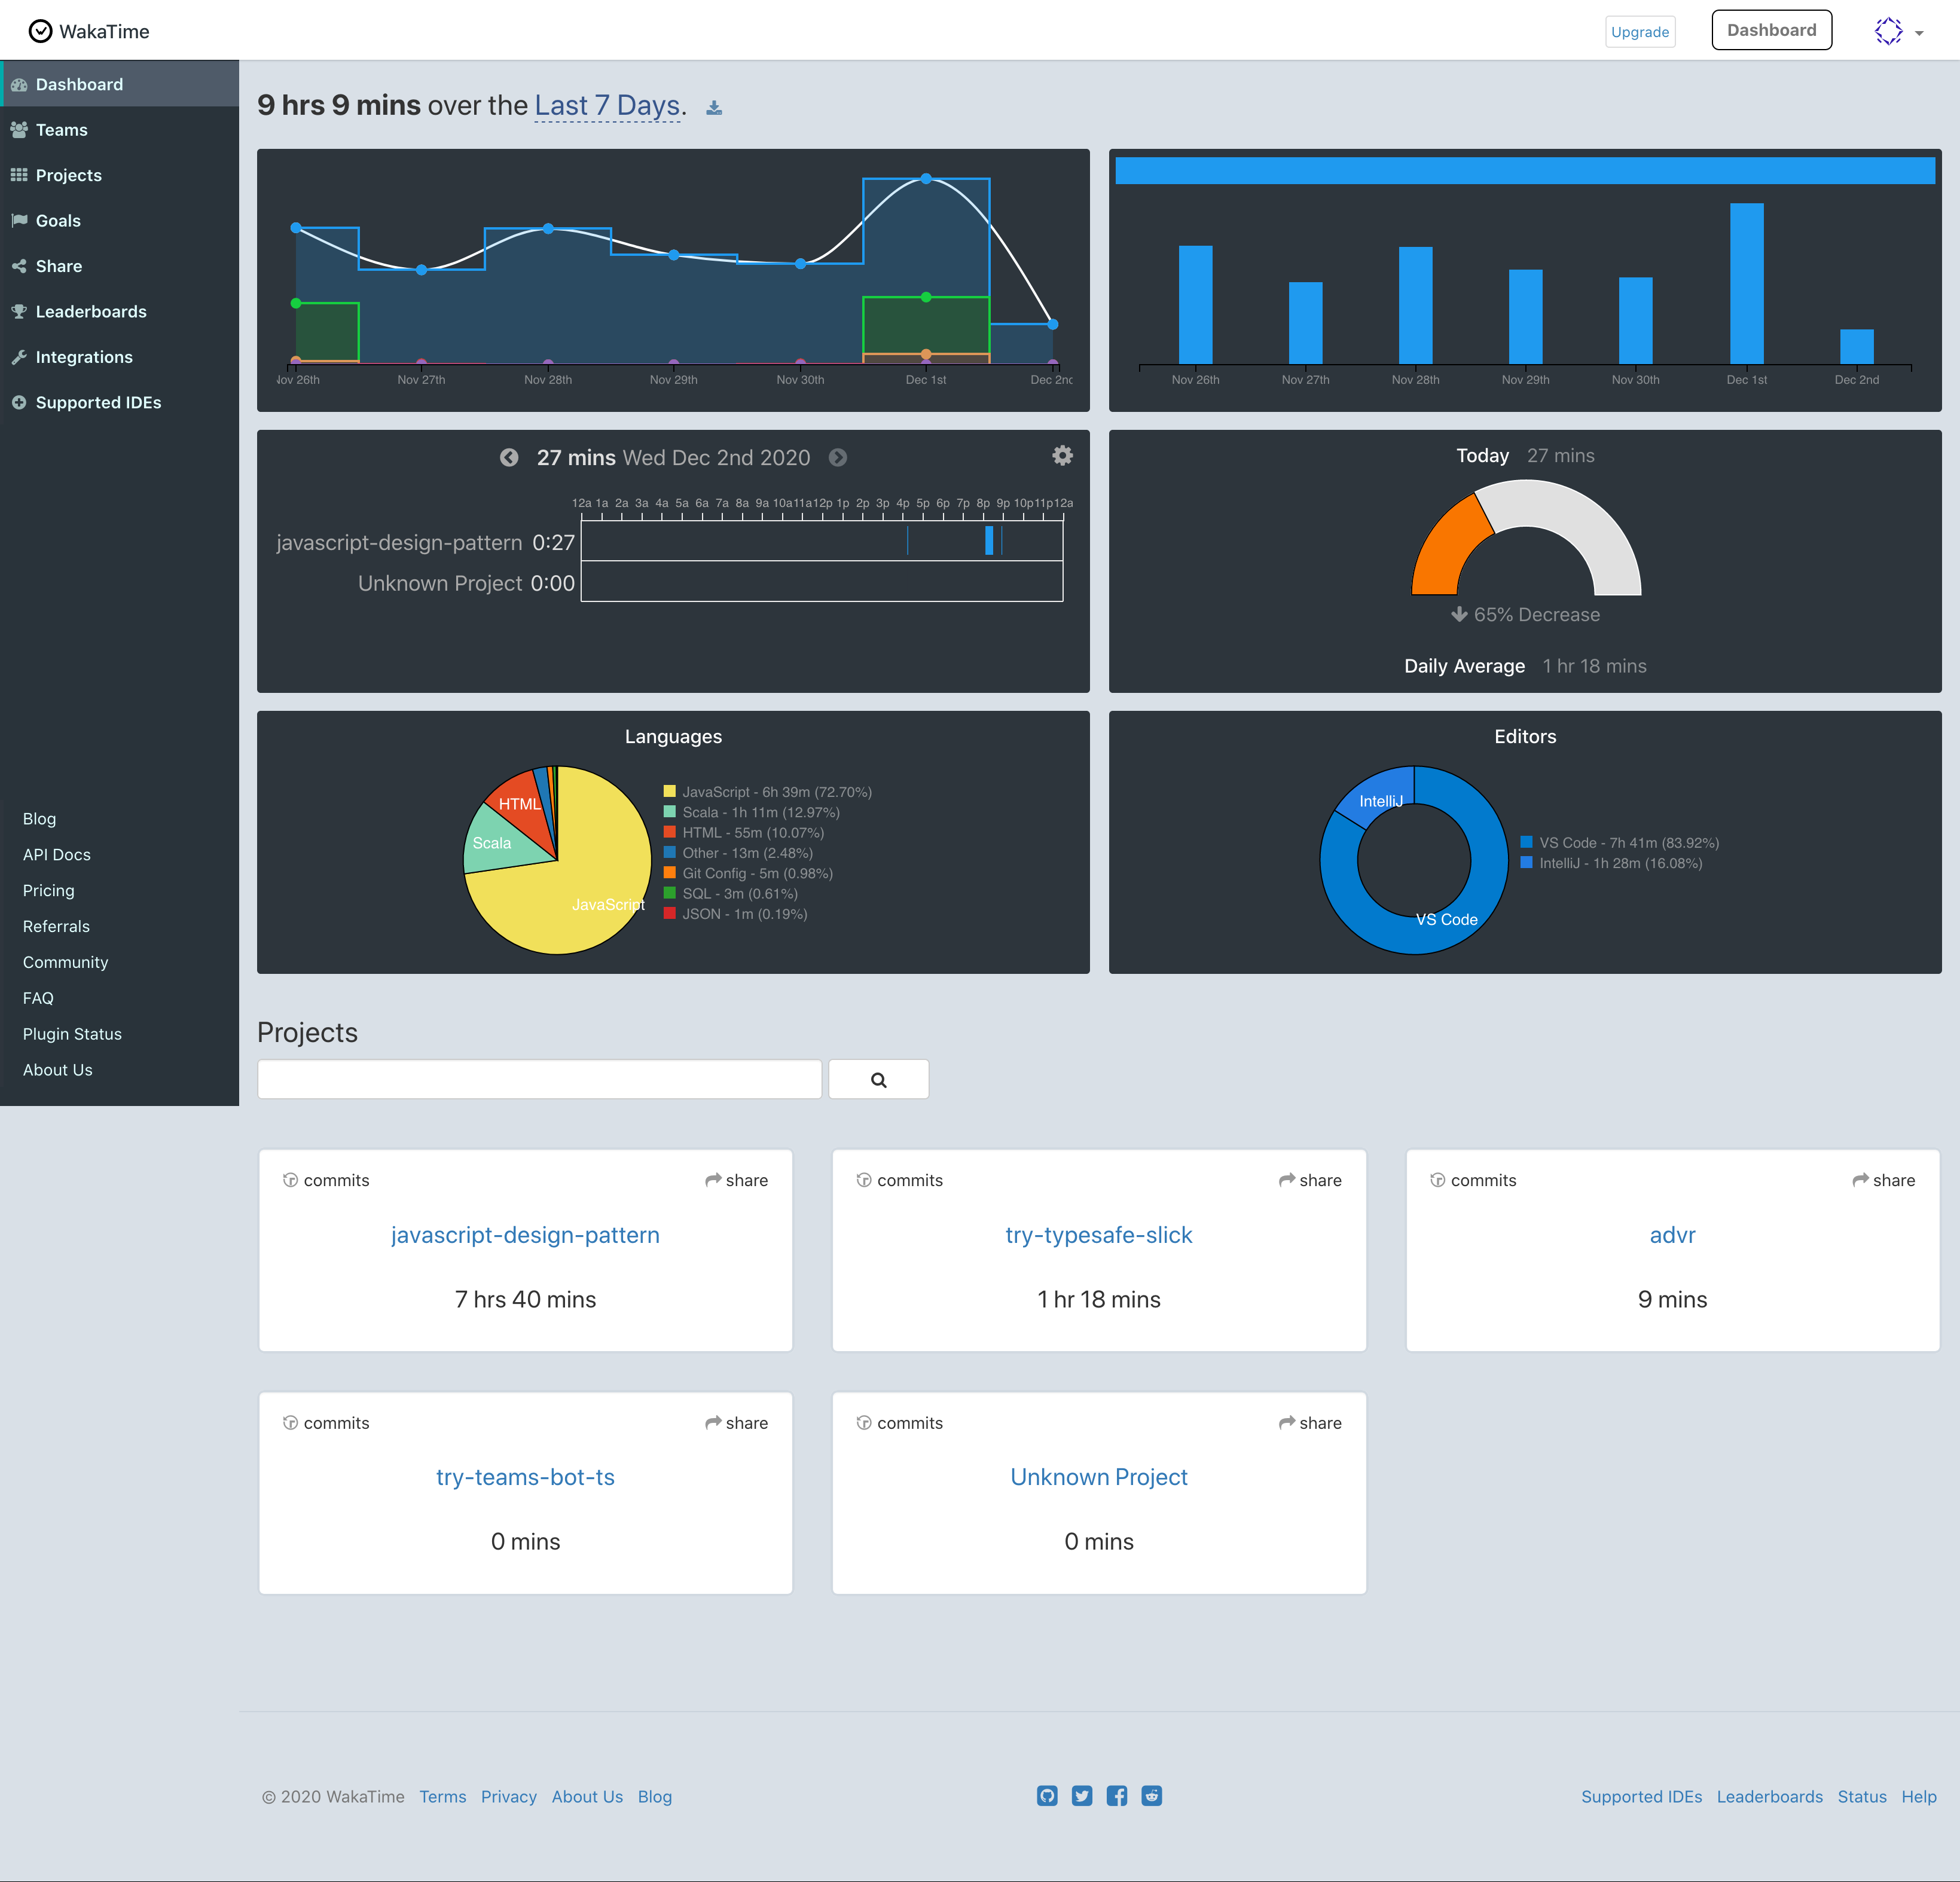 WakaTime
Upgrade
Dashboard
Dashboard
Teams
Projects
Goals
Share
Leaderboards
Integrations
Supported IDEs
Blog
API Docs
Pricing
Referrals
Community
FAQ
Plugin Status
About Us
9 hrs 9 mins over the Last 7 Days.
Nov 26th Nov 27th Nov 28th Nov 29th Nov 30th Dec 1st Dec 2nd
Nov 26th Nov 27th Nov 28th Nov 29th Nov 30th Dec 1st Dec 2nd
27 mins Wed Dec 2nd 2020
12a 1a 2a 3a 4a 5a 6a 7a 8a 9a 10a 11a 12p 1p 2p 3p 4p 5p 6p 7p 8p 9p 10p 11p 12a
javascript-design-pattern 0:27
Unknown Project 0:00
Today 27 mins
65% Decrease
Daily Average 1 hr 18 mins
Languages
HTML
Scala
JavaScript
JavaScript - 6h 39m (72.70%)
Scala - 1h 11m (12.97%)
HTML - 55m (10.07%)
Other - 13m (2.48%)
Git Config - 5m (0.98%)
SQL - 3m (0.61%)
JSON - 1m (0.19%)
Editors
IntelliJ
VS Code
VS Code - 7h 41m (83.92%)
IntelliJ - 1h 28m (16.08%)
Projects
commits share
javascript-design-pattern
7 hrs 40 mins
commits share
try-typesafe-slick
1 hr 18 mins
commits share
advr
9 mins
commits share
try-teams-bot-ts
0 mins
commits share
Unknown Project
0 mins
© 2020 WakaTime Terms Privacy About Us Blog
Supported IDEs Leaderboards Status Help